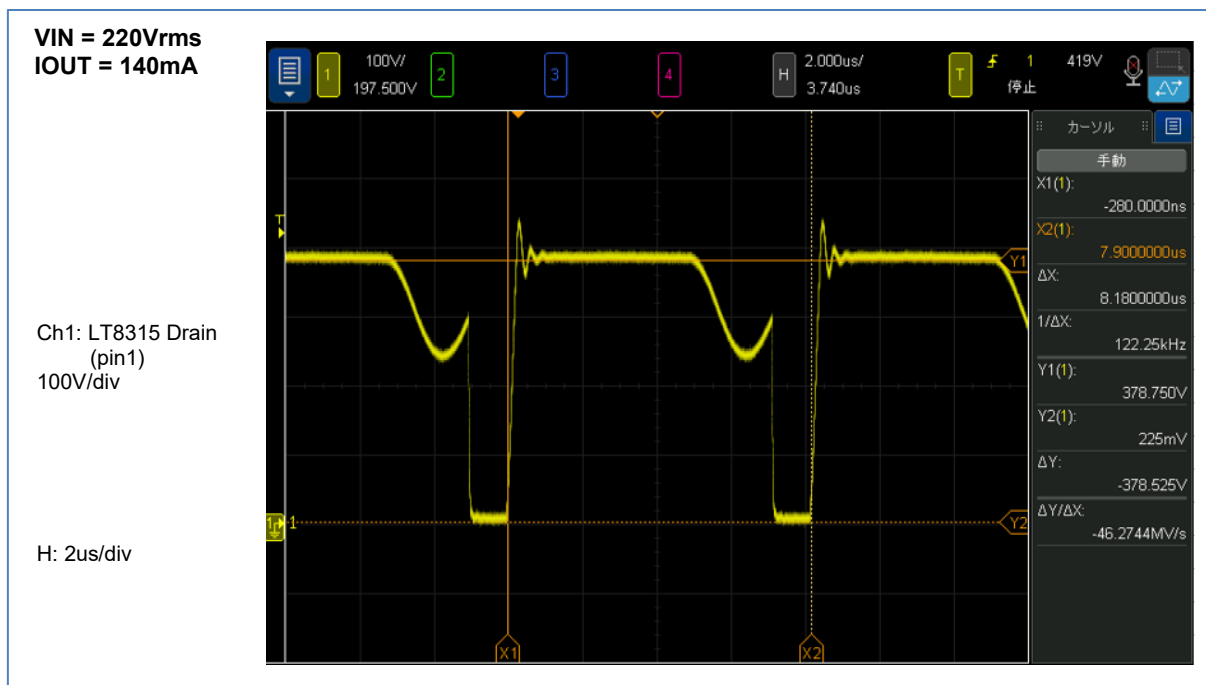 VIN = 220Vrms
IOUT = 140mA
1
100V/
197.500V
2
3
4
H
2.000us/
3.740us
T
1
419V
停止
カーソル
手動
X1(1):
-280.0000ns
X2(1):
7.9000000us
ΔX:
8.1800000us
1/ΔX:
122.25kHz
Y1(1):
378.750V
Y2(1):
225mV
ΔY:
-378.525V
ΔY/ΔX:
-46.2744MV/s
T
Y1
Ch1: LT8315 Drain
(pin1)
100V/div
1
1
Y2
H: 2us/div
X1
X2